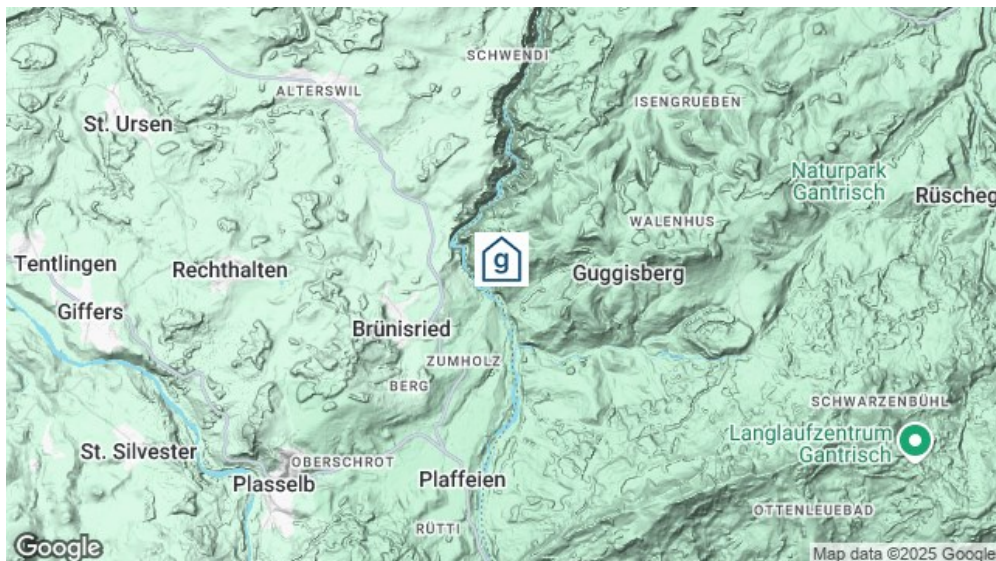 SCHWENDI
ALTERSWIL
ISENGRUEBEN
St. Ursen
Naturpark
Gantrisch
Rüscheg
WALENHUS
g
Tentlingen
Rechthalten
Guggisberg
Giffers
Brünisried
ZUMHOLZ
BERG
SCHWARZENBÜHL
Langlaufzentrum
Gantrisch
St. Silvester
OBERSCHROT
Plasselb
Plaffeien
OTTENLEUEBAD
RÜTTI
Google
Map data ©2025 Google